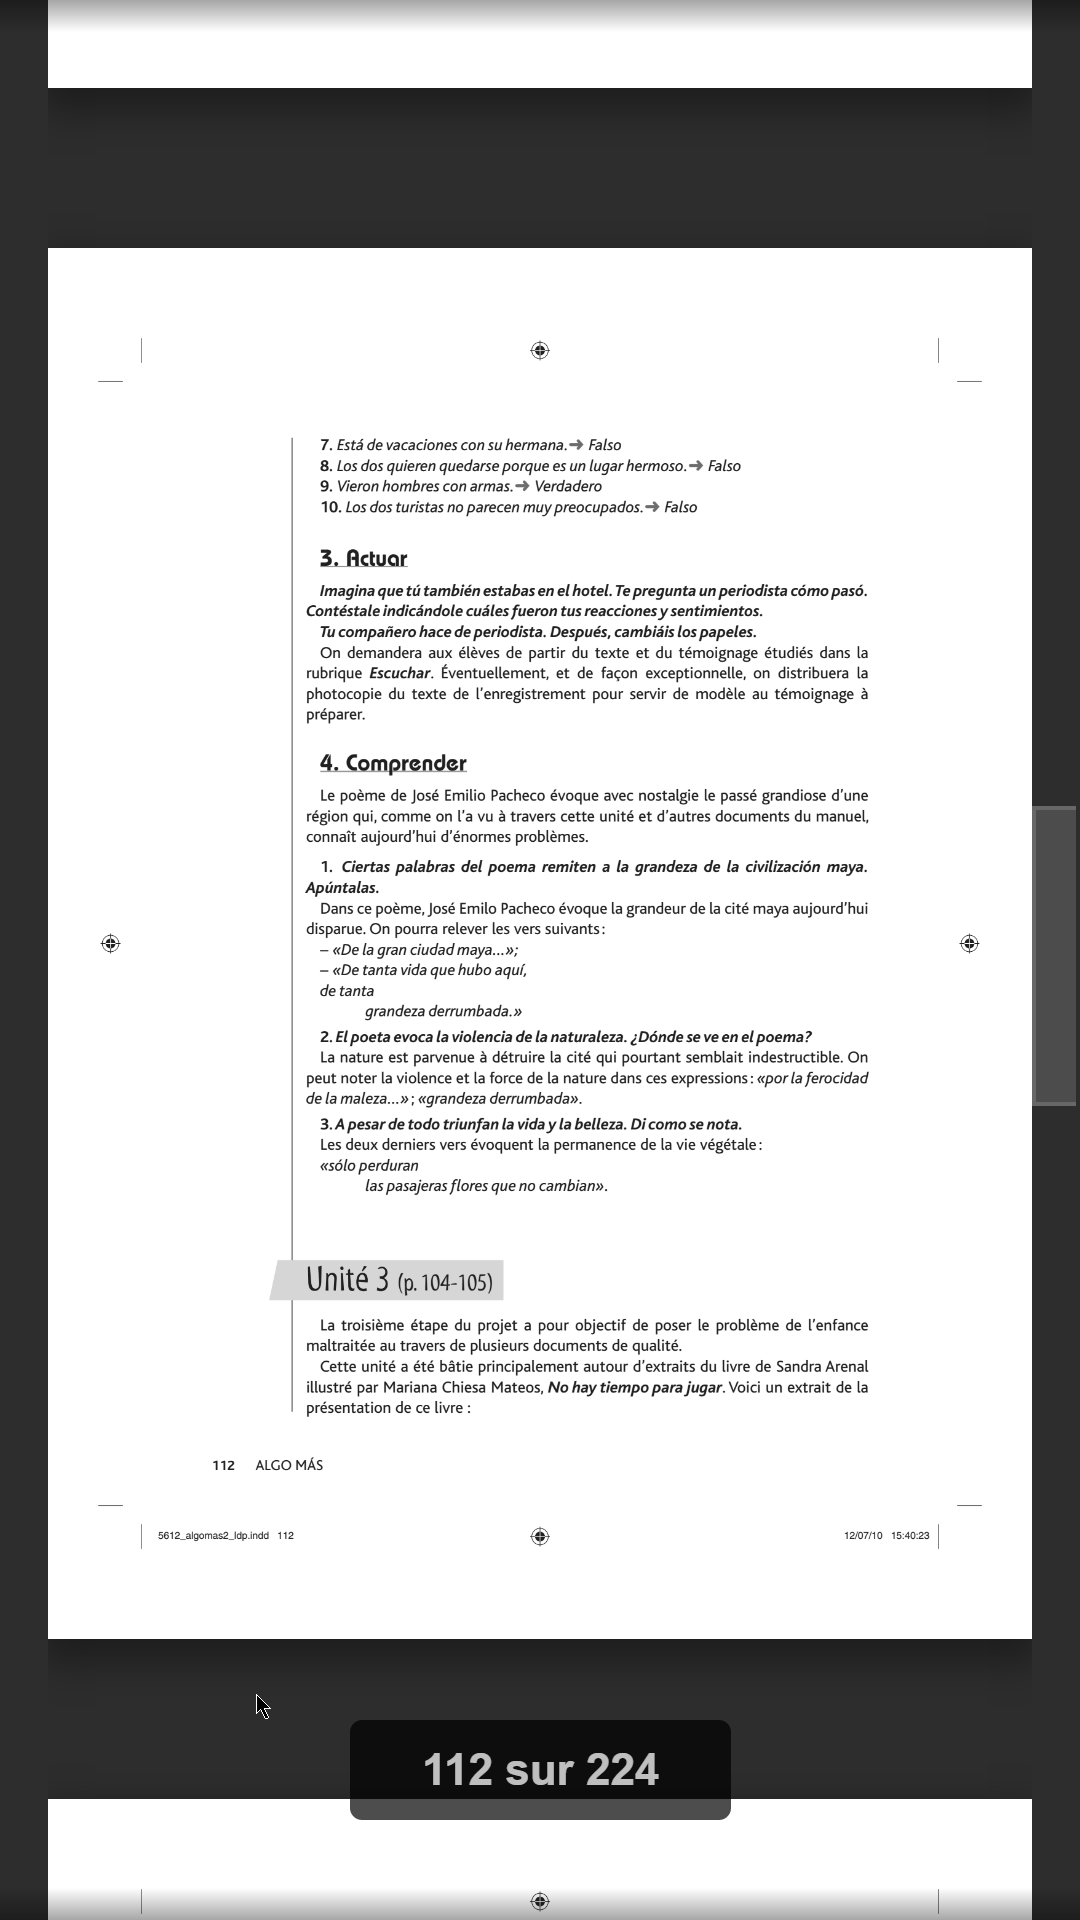 7. Está de vacaciones con su hermana.➜ Falso
8. Los dos quieren quedarse porque es un lugar hermoso.➜ Falso
9. Vieron hombres con armas.➜ Verdadero
10. Los dos turistas no parecen muy preocupados.➜ Falso
3. Actuar
Imagina que tú también estabas en el hotel. Te pregunta un periodista cómo pasó.
Contéstale indicándole cuáles fueron tus reacciones y sentimientos.
Tu compañero hace de periodista. Después, cambiáis los papeles.
On demandera aux élèves de partir du texte et du témoignage étudiés dans la
rubrique Escuchar. Éventuellement, et de façon exceptionnelle, on distribuera la
photocopie du texte de l'enregistrement pour servir de modèle au témoignage à
préparer.
4. Comprender
Le poème de José Emilio Pacheco évoque avec nostalgie le passé grandiose d'une
région qui, comme on l'a vu à travers cette unité et d'autres documents du manuel,
connaît aujourd'hui d'énormes problèmes.
1. Ciertas palabras del poema remiten a la grandeza de la civilización maya.
Apúntalas.
Dans ce poème, José Emilo Pacheco évoque la grandeur de la cité maya aujourd'hui
disparue. On pourra relever les vers suivants :
– «De la gran ciudad maya...»;
– «De tanta vida que hubo aquí,
de tanta
grandeza derrumbada.»
2. El poeta evoca la violencia de la naturaleza. ¿Dónde se ve en el poema?
La nature est parvenue à détruire la cité qui pourtant semblait indestructible. On
peut noter la violence et la force de la nature dans ces expressions : «por la ferocidad
de la maleza...» ; «grandeza derrumbada».
3. A pesar de todo triunfan la vida y la belleza. Di como se nota.
Les deux derniers vers évoquent la permanence de la vie végétale :
«sólo perduran
las pasajeras flores que no cambian».
Unité 3 (p. 104-105)
La troisième étape du projet a pour objectif de poser le problème de l'enfance
maltraitée au travers de plusieurs documents de qualité.
Cette unité a été bâtie principalement autour d'extraits du livre de Sandra Arenal
illustré par Mariana Chiesa Mateos, No hay tiempo para jugar. Voici un extrait de la
présentation de ce livre :
112 ALGO MÁS
5612_algomas2_ldp.indd 112
12/07/10 15:40:23
112 sur 224